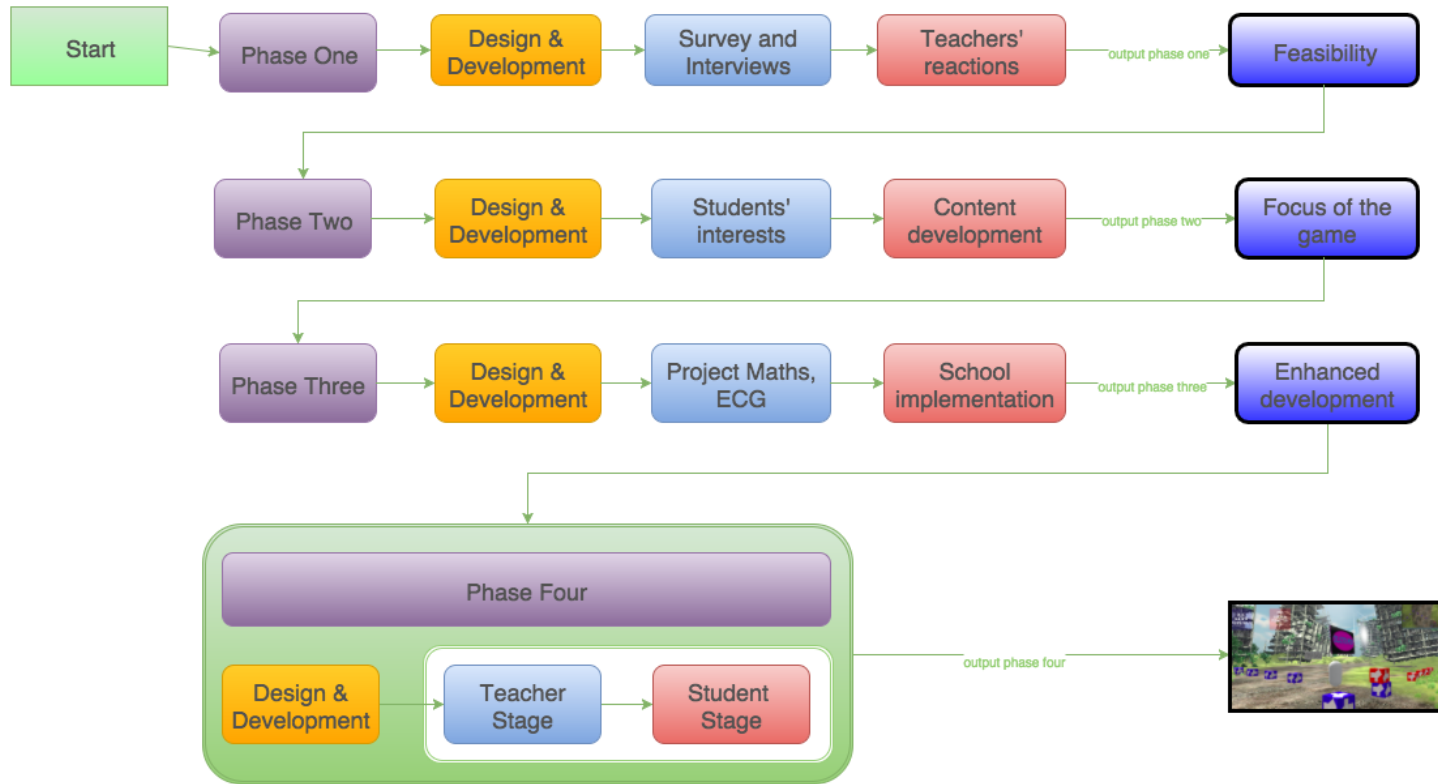 Start
Phase One
Design &
Development
Survey and
Interviews
Teachers'
reactions
output phase one
Feasibility
Phase Two
Design &
Development
Students'
interests
Content
development
output phase two
Focus of the
game
Phase Three
Design &
Development
Project Maths,
ECG
School
implementation
output phase three
Enhanced
development
Phase Four
Design &
Development
Teacher
Stage
Student
Stage
output phase four